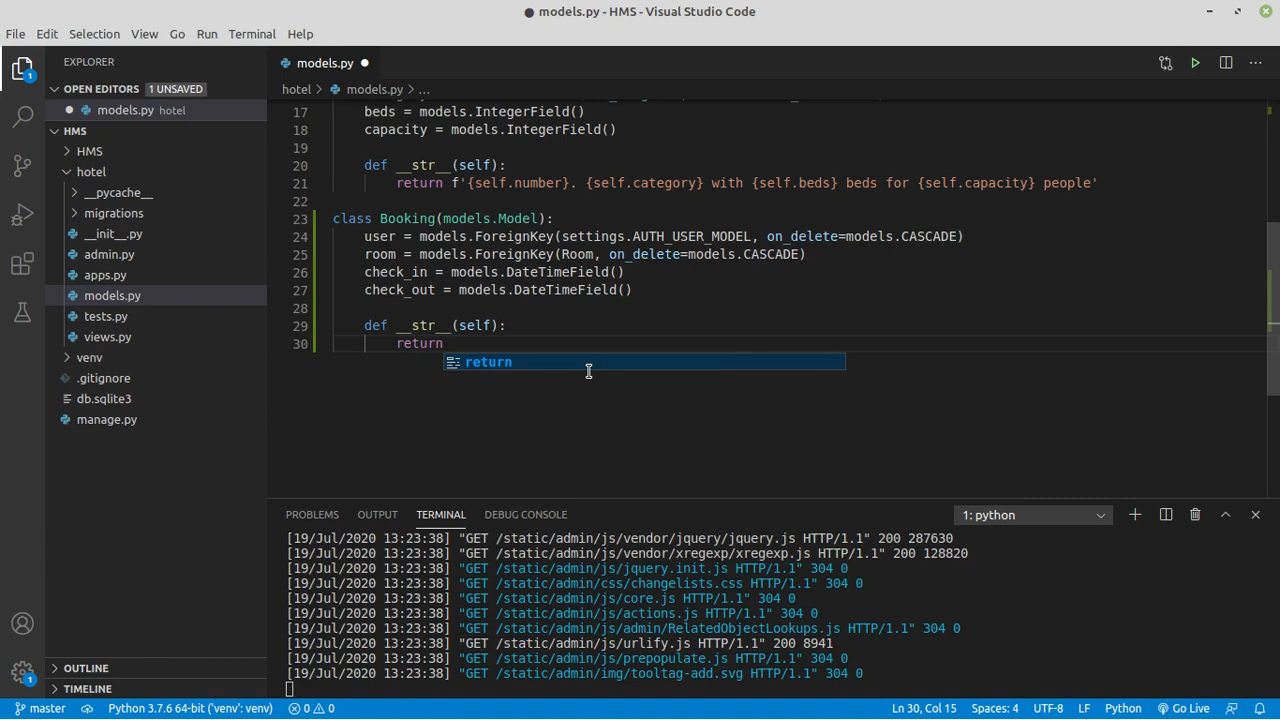 models.py - HMS - Visual Studio Code
File Edit Selection View Go Run Terminal Help
EXPLORER
OPEN EDITORS 1 UNSAVED
models.py hotel
HMS
HMS
hotel
__pycache__
migrations
__init__.py
admin.py
apps.py
models.py
tests.py
views.py
venv
.gitignore
db.sqlite3
manage.py
OUTLINE
TIMELINE
1
1
models.py
hotel > models.py > ...
17 beds = models.IntegerField()
18 capacity = models.IntegerField()
19
20 def __str__(self):
21 return f'{self.number}. {self.category} with {self.beds} beds for {self.capacity} people'
22
23 class Booking(models.Model):
24 user = models.ForeignKey(settings.AUTH_USER_MODEL, on_delete=models.CASCADE)
25 room = models.ForeignKey(Room, on_delete=models.CASCADE)
26 check_in = models.DateTimeField()
27 check_out = models.DateTimeField()
28
29 def __str__(self):
30 return
return
PROBLEMS OUTPUT TERMINAL DEBUG CONSOLE 1: python
[19/Jul/2020 13:23:38] "GET /static/admin/js/vendor/jquery/jquery.js HTTP/1.1" 200 287630
[19/Jul/2020 13:23:38] "GET /static/admin/js/vendor/xregexp/xregexp.js HTTP/1.1" 200 128820
[19/Jul/2020 13:23:38] "GET /static/admin/js/jquery.init.js HTTP/1.1" 304 0
[19/Jul/2020 13:23:38] "GET /static/admin/css/changelists.css HTTP/1.1" 304 0
[19/Jul/2020 13:23:38] "GET /static/admin/js/core.js HTTP/1.1" 304 0
[19/Jul/2020 13:23:38] "GET /static/admin/js/actions.js HTTP/1.1" 304 0
[19/Jul/2020 13:23:38] "GET /static/admin/js/admin/RelatedObjectLookups.js HTTP/1.1" 304 0
[19/Jul/2020 13:23:38] "GET /static/admin/js/urlify.js HTTP/1.1" 200 8941
[19/Jul/2020 13:23:38] "GET /static/admin/js/prepopulate.js HTTP/1.1" 304 0
[19/Jul/2020 13:23:38] "GET /static/admin/img/tooltag-add.svg HTTP/1.1" 304 0
master Python 3.7.6 64-bit ('venv': venv) 0 0 Ln 30, Col 15 Spaces: 4 UTF-8 LF Python Go Live